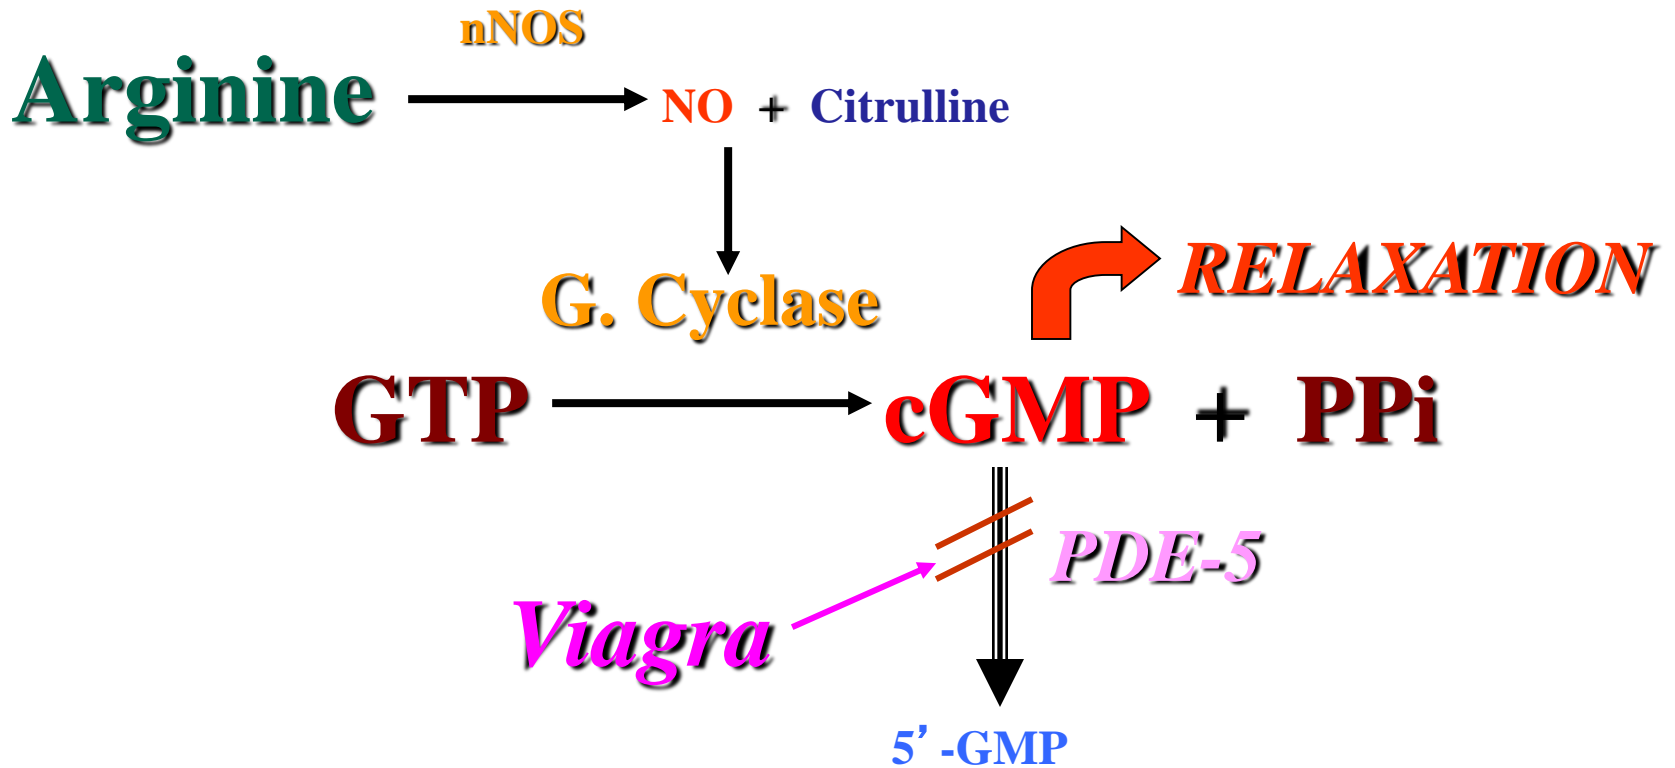 nNOS
Arginine
NO + Citrulline
G. Cyclase
RELAXATION
GTP
cGMP + PPi
PDE-5
Viagra
5’ -GMP